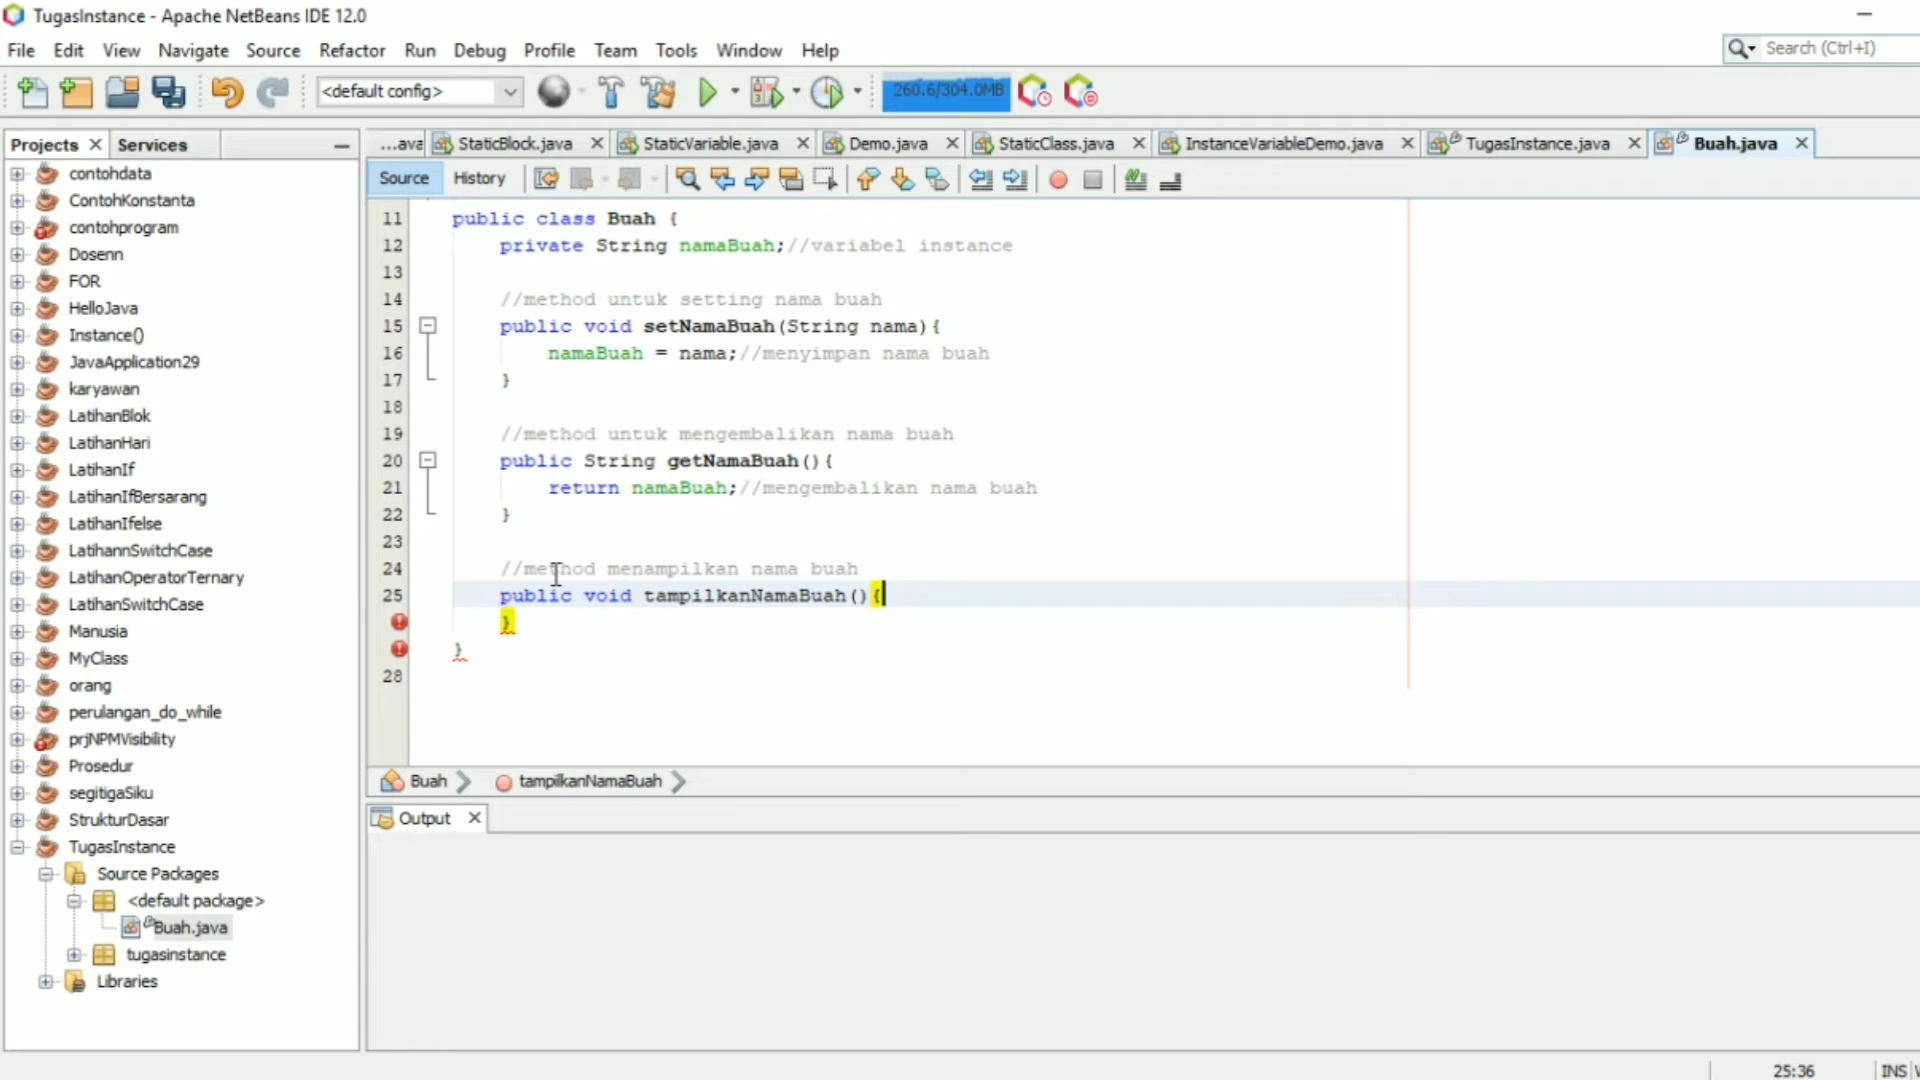 TugasInstance - Apache NetBeans IDE 12.0
File Edit View Navigate Source Refactor Run Debug Profile Team Tools Window Help
Search (Ctrl+I)
<default config>
260.6/304.0MB
Projects
Services
...ava
StaticBlock.java
StaticVariable.java
Demo.java
StaticClass.java
InstanceVariableDemo.java
TugasInstance.java
Buah.java
Source
History
contohdata
ContohKonstanta
contohprogram
Dosenn
FOR
HelloJava
Instance()
JavaApplication29
karyawan
LatihanBlok
LatihanHari
LatihanIf
LatihanIfBersarang
LatihanIfelse
LatihannSwitchCase
LatihanOperatorTernary
LatihanSwitchCase
Manusia
MyClass
orang
perulangan_do_while
prjNPMVisibility
Prosedur
segitigaSiku
StrukturDasar
TugasInstance
Source Packages
<default package>
Buah.java
tugasinstance
Libraries
11 public class Buah {
12 private String namaBuah;//variabel instance
13
14 //method untuk setting nama buah
15 public void setNamaBuah(String nama){
16 namaBuah = nama;//menyimpan nama buah
17 }
18
19 //method untuk mengembalikan nama buah
20 public String getNamaBuah(){
21 return namaBuah;//mengembalikan nama buah
22 }
23
24 //method menampilkan nama buah
25 public void tampilkanNamaBuah(){
}
}
28
Buah
tampilkanNamaBuah
Output
25:36
INS